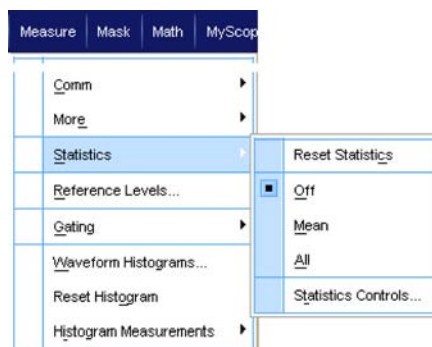 Measure Mask Math MyScop
Comm
More
Statistics
Reference Levels...
Gating
Waveform Histograms...
Reset Histogram
Histogram Measurements
Reset Statistics
Off
Mean
All
Statistics Controls...